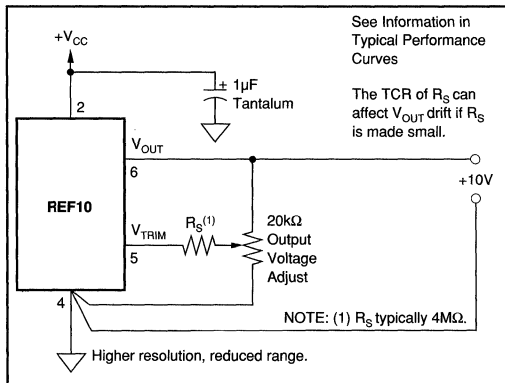 See Information in
Typical Performance
Curves
The TCR of RS can
affect VOUT drift if RS
is made small.
+VCC
+ 1µF
Tantalum
2
VOUT
6
REF10
+10V
RS(1)
20kΩ
Output
Voltage
Adjust
VTRIM
5
4
NOTE: (1) RS typically 4MΩ.
Higher resolution, reduced range.